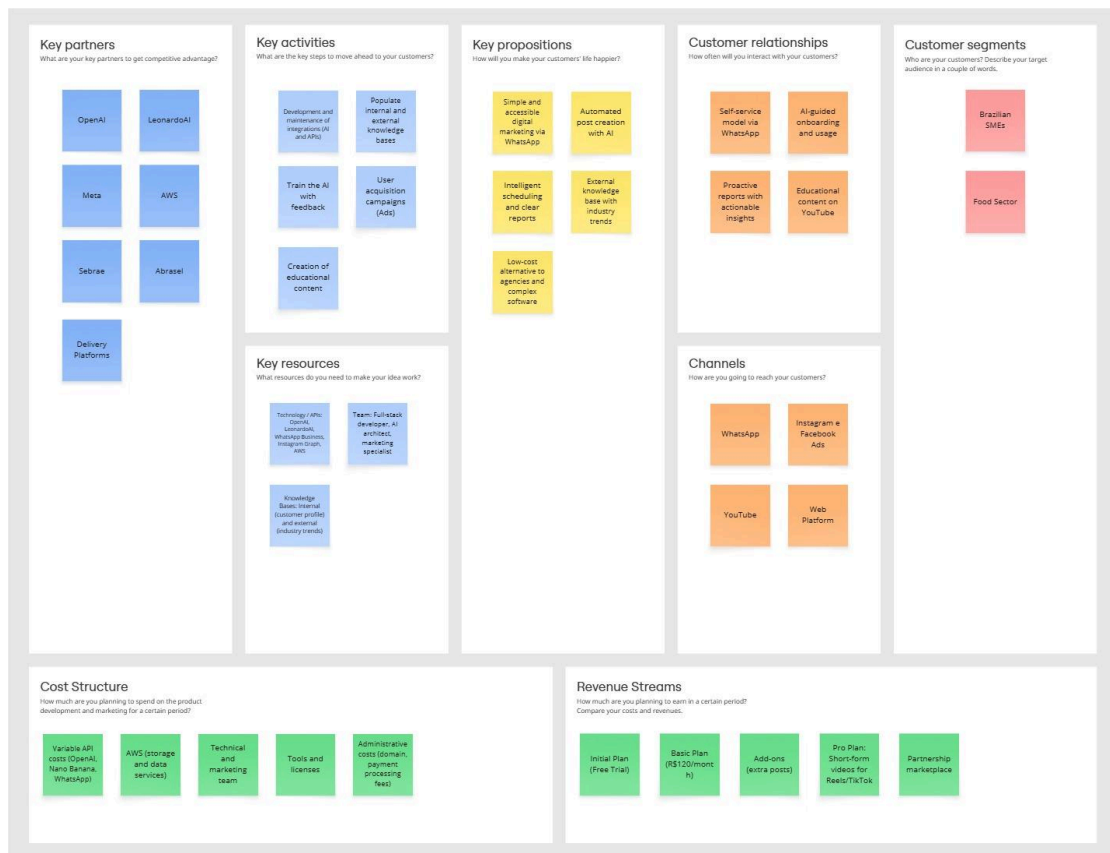 Key partners
What are your key partners to get competitive advantage?
OpenAI
LeonardoAI
Meta
AWS
Sebrae
Abrasel
Delivery
Platforms
Key activities
What are the key steps to move ahead to your customers?
Development and
maintenance of
integrations (AI
and APIs)
Populate
internal and
external
knowledge
bases
Train the AI
with
feedback
User
acquisition
campaigns
(Ads)
Creation of
educational
content
Key resources
What resources do you need to make your idea work?
Technology / APIs:
OpenAI,
LeonardoAI,
WhatsApp Business,
Instagram Graph,
AWS
Team: Full-stack
developer, AI
architect,
marketing
specialist
Knowledge
Bases: Internal
(customer profile)
and external
(industry trends)
Key propositions
How will you make your customers' life happier?
Simple and
accessible
digital
marketing via
WhatsApp
Automated
post creation
with AI
Intelligent
scheduling
and clear
reports
External
knowledge
base with
industry
trends
Low-cost
alternative to
agencies and
complex
software
Customer relationships
How often will you interact with your customers?
Self-service
model via
WhatsApp
AI-guided
onboarding
and usage
Proactive
reports with
actionable
insights
Educational
content on
YouTube
Channels
How are you going to reach your customers?
WhatsApp
Instagram e
Facebook
Ads
YouTube
Web
Platform
Customer segments
Who are your customers? Describe your target
audience in a couple of words.
Brazilian
SMEs
Food Sector
Cost Structure
How much are you planning to spend on the product
development and marketing for a certain period?
Variable API
costs (OpenAI,
Nano Banana,
WhatsApp)
AWS (storage
and data
services)
Technical
and
marketing
team
Tools and
licenses
Administrative
costs (domain,
payment
processing
fees)
Revenue Streams
How much are you planning to earn in a certain period?
Compare your costs and revenues.
Initial Plan
(Free Trial)
Basic Plan
(R$120/mont
h)
Add-ons
(extra posts)
Pro Plan:
Short-form
videos for
Reels/TikTok
Partnership
marketplace